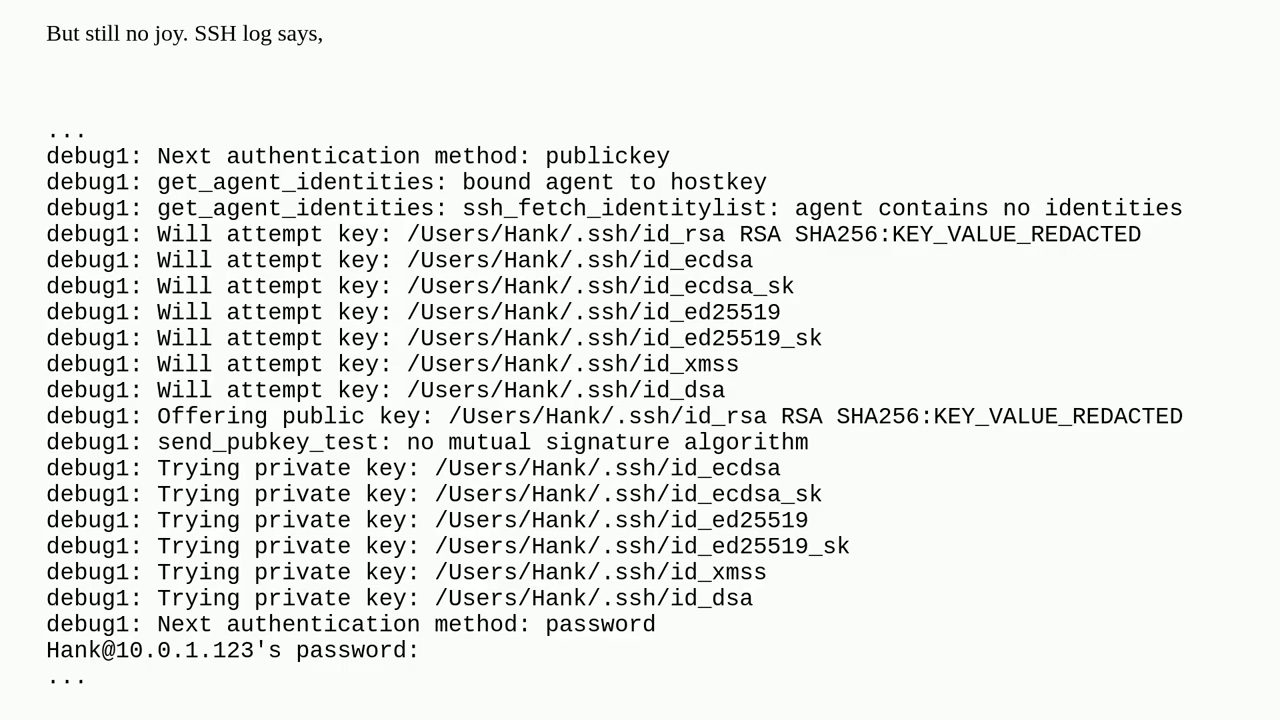 But still no joy. SSH log says,
...
debug1: Next authentication method: publickey
debug1: get_agent_identities: bound agent to hostkey
debug1: get_agent_identities: ssh_fetch_identitylist: agent contains no identities
debug1: Will attempt key: /Users/Hank/.ssh/id_rsa RSA SHA256:KEY_VALUE_REDACTED
debug1: Will attempt key: /Users/Hank/.ssh/id_ecdsa
debug1: Will attempt key: /Users/Hank/.ssh/id_ecdsa_sk
debug1: Will attempt key: /Users/Hank/.ssh/id_ed25519
debug1: Will attempt key: /Users/Hank/.ssh/id_ed25519_sk
debug1: Will attempt key: /Users/Hank/.ssh/id_xmss
debug1: Will attempt key: /Users/Hank/.ssh/id_dsa
debug1: Offering public key: /Users/Hank/.ssh/id_rsa RSA SHA256:KEY_VALUE_REDACTED
debug1: send_pubkey_test: no mutual signature algorithm
debug1: Trying private key: /Users/Hank/.ssh/id_ecdsa
debug1: Trying private key: /Users/Hank/.ssh/id_ecdsa_sk
debug1: Trying private key: /Users/Hank/.ssh/id_ed25519
debug1: Trying private key: /Users/Hank/.ssh/id_ed25519_sk
debug1: Trying private key: /Users/Hank/.ssh/id_xmss
debug1: Trying private key: /Users/Hank/.ssh/id_dsa
debug1: Next authentication method: password
Hank@10.0.1.123's password:
...